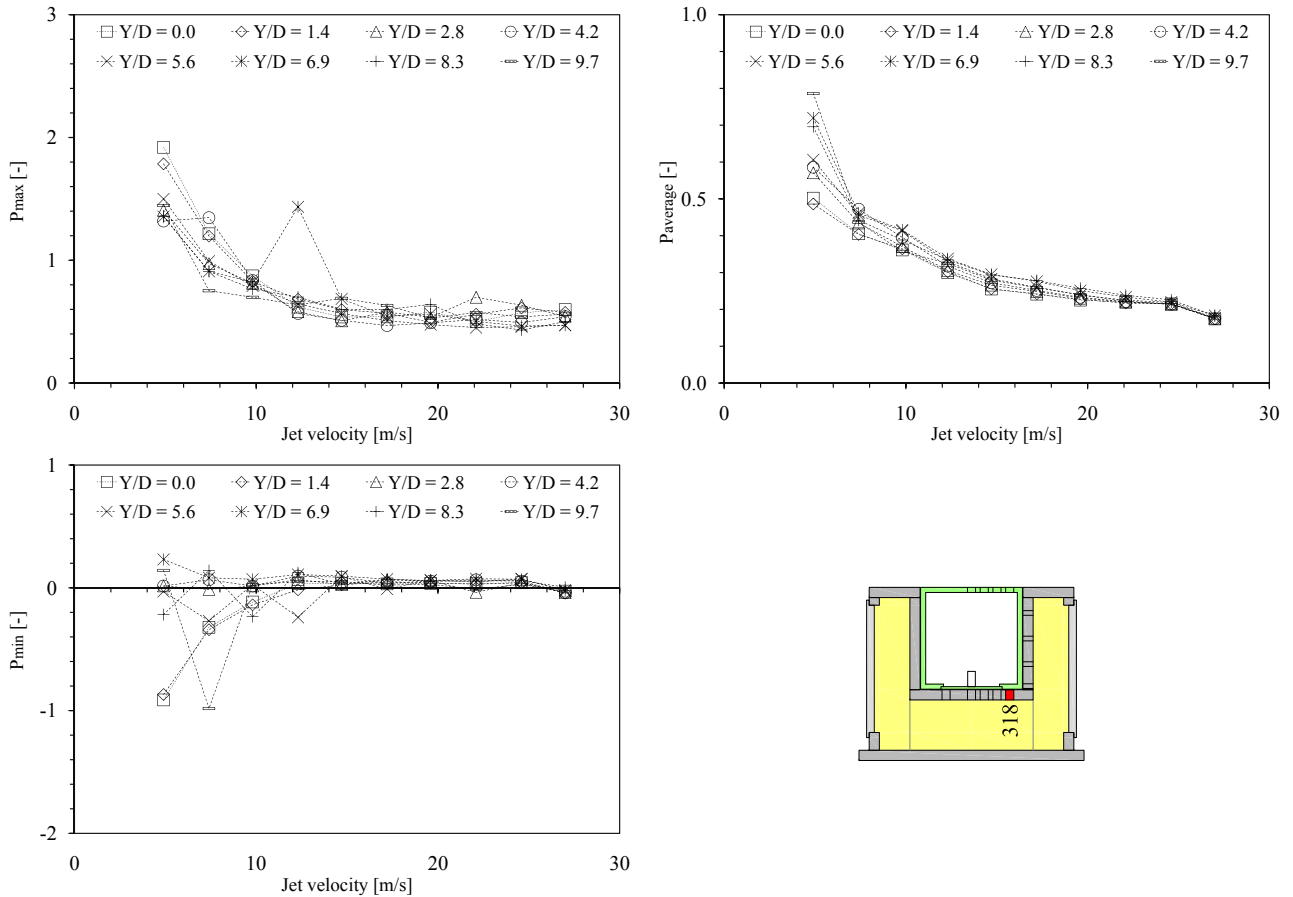 3
Y/D = 0.0 Y/D = 1.4 Y/D = 2.8 Y/D = 4.2
Y/D = 5.6 Y/D = 6.9 Y/D = 8.3 Y/D = 9.7
2
Pmax [-]
1
0
0 10 20 30
Jet velocity [m/s]
1.0
Y/D = 0.0 Y/D = 1.4 Y/D = 2.8 Y/D = 4.2
Y/D = 5.6 Y/D = 6.9 Y/D = 8.3 Y/D = 9.7
Paverage [-]
0.5
0.0
0 10 20 30
Jet velocity [m/s]
1
Y/D = 0.0 Y/D = 1.4 Y/D = 2.8 Y/D = 4.2
Y/D = 5.6 Y/D = 6.9 Y/D = 8.3 Y/D = 9.7
0
Pmin [-]
-1
-2
0 10 20 30
Jet velocity [m/s]
318